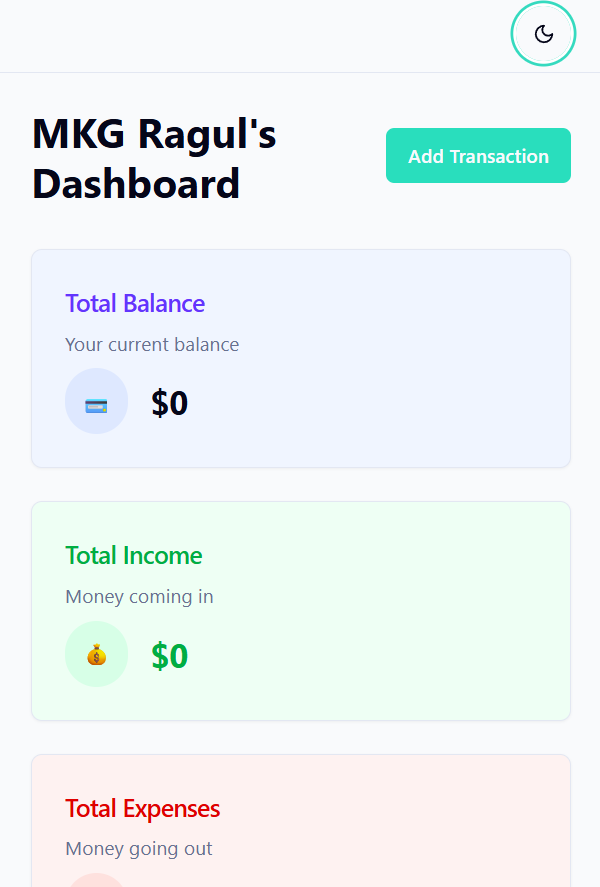 MKG Ragul's
Dashboard
Add Transaction
Total Balance
Your current balance
$0
Total Income
Money coming in
$0
Total Expenses
Money going out